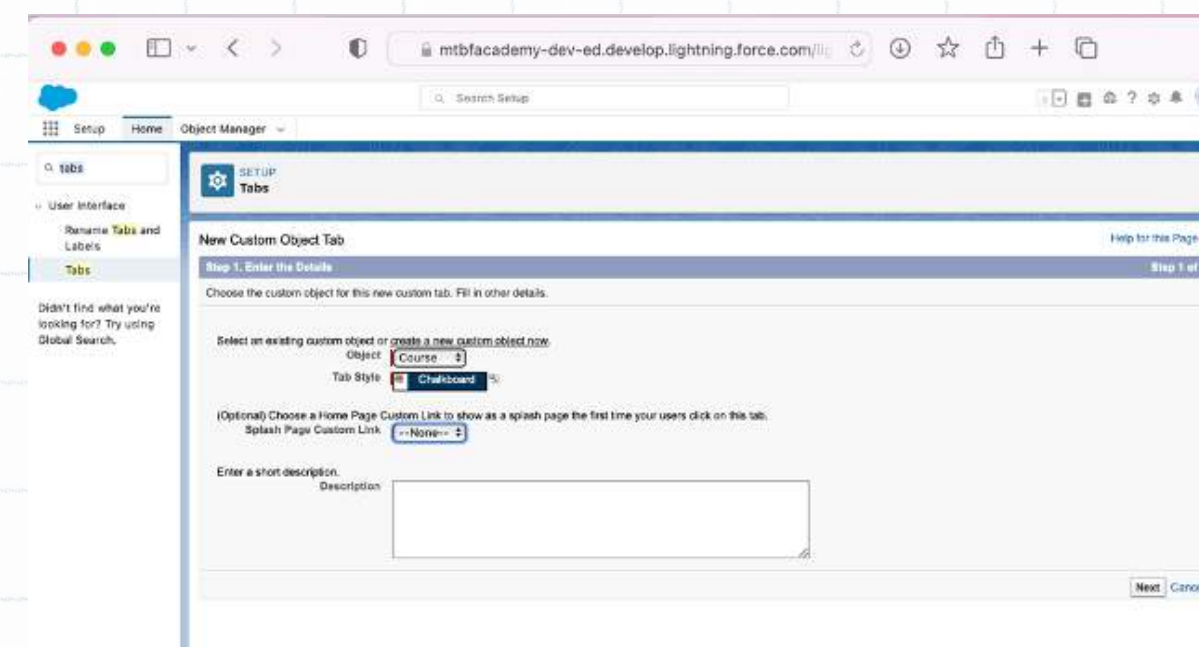 mtbfacademy-dev-ed.develop.lightning.force.com/
Search Setup
Setup Home Object Manager
tabs
User Interface
Rename Tabs and
Labels
Tabs
Didn't find what you're
looking for? Try using
Global Search.
SETUP
Tabs
New Custom Object Tab
Help for this Page
Step 1. Enter the Details
Step 1 of
Choose the custom object for this new custom tab. Fill in other details.
Select an existing custom object or create a new custom object now.
Object Course
Tab Style Chalkboard
(Optional) Choose a Home Page Custom Link to show as a splash page the first time your users click on this tab.
Splash Page Custom Link --None--
Enter a short description.
Description
Next